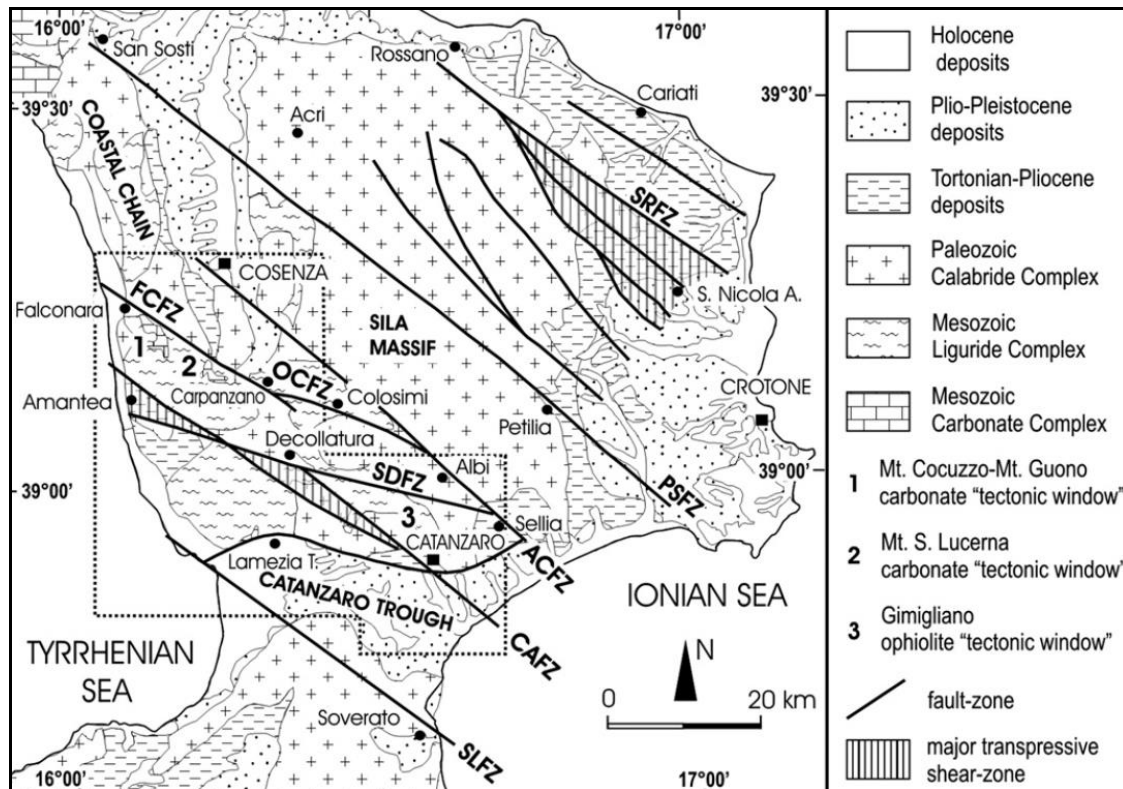 16°00'
17°00'
San Sosti
Rossano
39°30'
39°30'
Cariati
Acri
COASTAL CHAIN
SRFZ
COSENZA
S. Nicola A.
Falconara
FCFZ
1
2
SILA
MASSIF
OCFZ
CROTONE
Amantea
Carpanzano
Colosimi
Petilia
Decollatura
SDFZ
Albi
39°00'
39°00'
PSFZ
3
Sellia
CATANZARO
Lamezia T.
ACFZ
CATANZARO TROUGH
IONIAN SEA
CAFZ
TYRRHENIAN
SEA
N
0
20 km
Soverato
SLFZ
16°00'
17°00'
Holocene
deposits
Plio-Pleistocene
deposits
Tortonian-Pliocene
deposits
Paleozoic
Calabride Complex
Mesozoic
Liguride Complex
Mesozoic
Carbonate Complex
1
Mt. Cocuzzo-Mt. Guono
carbonate “tectonic window”
2
Mt. S. Lucerna
carbonate “tectonic window”
3
Gimigliano
ophiolite “tectonic window”
fault-zone
major transpressive
shear-zone